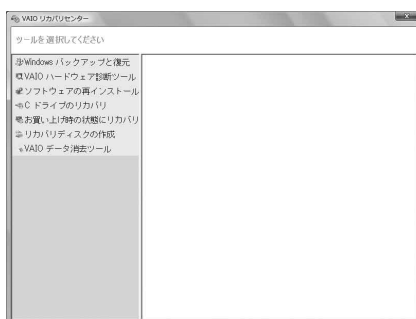 VAIO リカバリセンター
ツールを選択してください
Windows バックアップと復元
VAIO ハードウェア診断ツール
ソフトウェアの再インストール
C ドライブのリカバリ
お買い上げ時の状態にリカバリ
リカバリディスクの作成
VAIO データ消去ツール